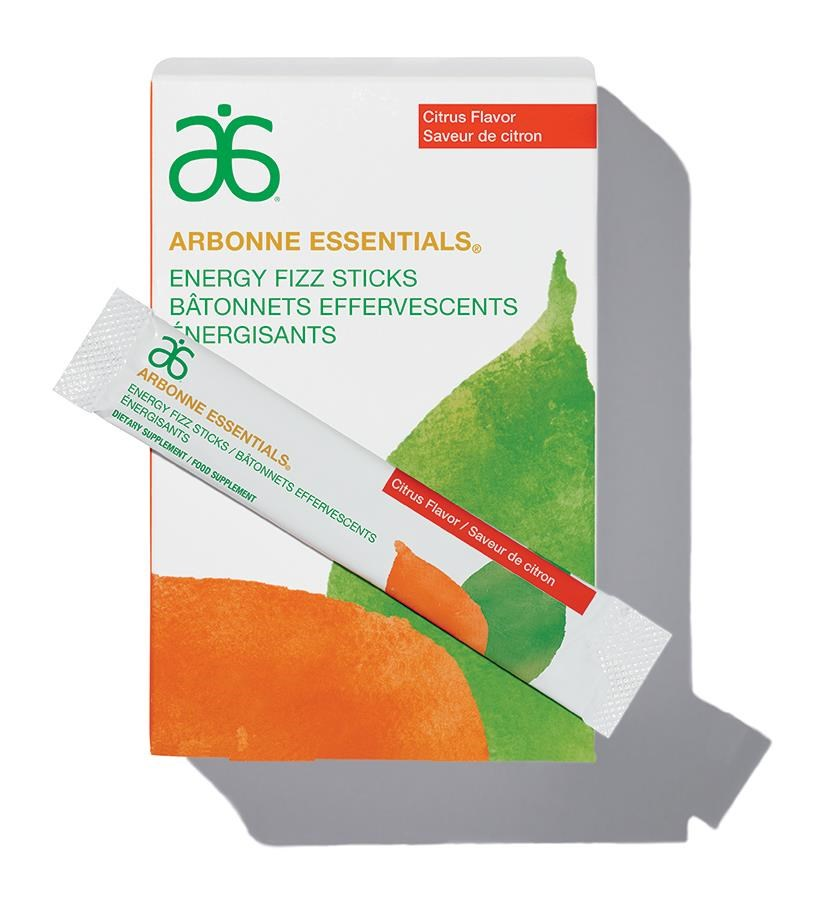 Citrus Flavor
Saveur de citron
ARBONNE ESSENTIALS®
ENERGY FIZZ STICKS
BÂTONNETS EFFERVESCENTS
ÉNERGISANTS
ARBONNE ESSENTIALS®
ENERGY FIZZ STICKS / BÂTONNETS EFFERVESCENTS
ÉNERGISANTS
DIETARY SUPPLEMENT / FOOD SUPPLEMENT
Citrus Flavor / Saveur de citron